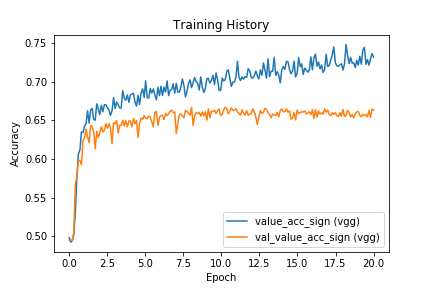 Training History
Accuracy
0.75
0.70
0.65
0.60
0.55
0.50
0.0 2.5 5.0 7.5 10.0 12.5 15.0 17.5 20.0
Epoch
value_acc_sign (vgg)
val_value_acc_sign (vgg)